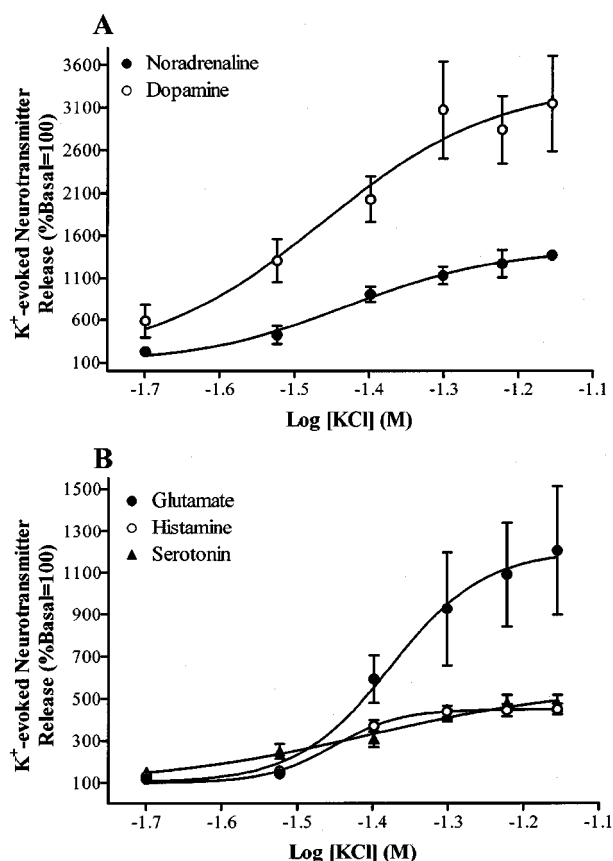 A
● Noradrenaline
○ Dopamine
K⁺-evoked Neurotransmitter
Release (%Basal=100)
3600
3100
2600
2100
1600
1100
600
100
-1.7 -1.6 -1.5 -1.4 -1.3 -1.2 -1.1
Log [KCl] (M)
B
● Glutamate
○ Histamine
▲ Serotonin
K⁺-evoked Neurotransmitter
Release (%Basal=100)
1500
1300
1100
900
700
500
300
100
-1.7 -1.6 -1.5 -1.4 -1.3 -1.2 -1.1
Log [KCl] (M)